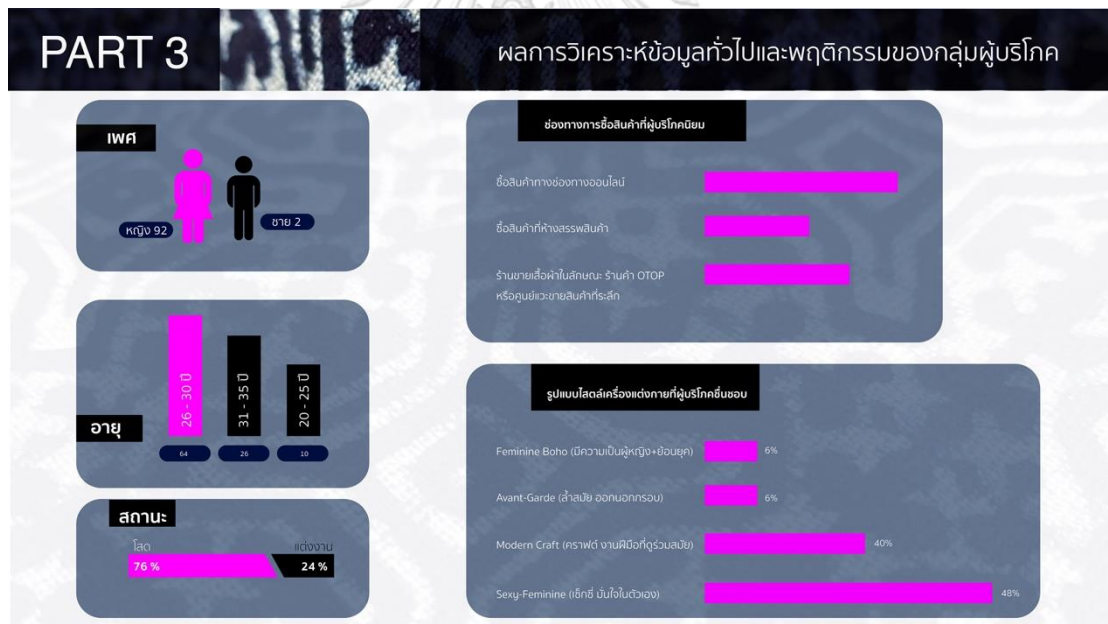 PART 3
ผลการวิเคราะห์ข้อมูลทั่วไปและพฤติกรรมของกลุ่มผู้บริโภค
เพศ
หญิง 92
ชาย 2
26 - 30 ปี
31 - 35 ปี
20 - 25 ปี
อายุ
64
26
10
สถานะ
โสด
แต่งงาน
76 %
24 %
ช่องทางการซื้อสินค้าที่ผู้บริโภคนิยม
ซื้อสินค้าทางช่องทางออนไลน์
ซื้อสินค้าที่ห้างสรรพสินค้า
ร้านขายเสื้อผ้าในลักษณะ ร้านค้า OTOP
หรือศูนย์แวะขายสินค้าที่ระลึก
รูปแบบไสตล์เครื่องแต่งกายที่ผู้บริโภคชื่นชอบ
Feminine Boho (มีความเป็นผู้หญิง+ย้อนยุค)
6%
Avant-Garde (ล้ำสมัย ออกนอกกรอบ)
6%
Modern Craft (คราฟต์ งานฝีมือที่ดูร่วมสมัย)
40%
Sexy-Feminine (เซ็กซี่ มั่นใจในตัวเอง)
48%